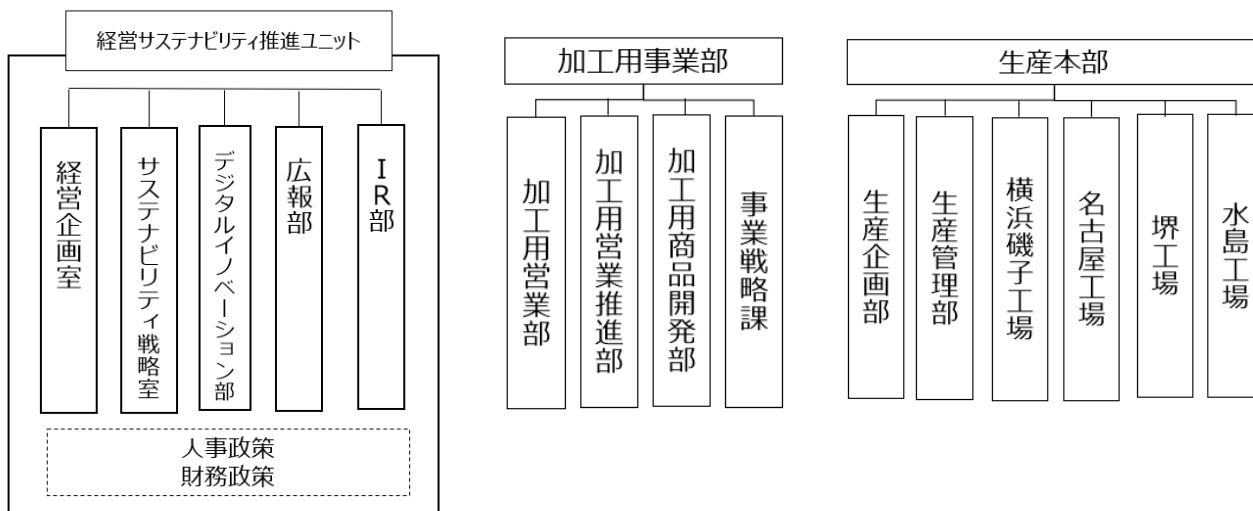 経営サステナビリティ推進ユニット
経営企画室
サステナビリティ戦略室
デジタルイノベーション部
広報部
IR部
人事政策
財務政策
加工用事業部
加工用営業部
加工用営業推進部
加工用商品開発部
事業戦略課
生産本部
生産企画部
生産管理部
横浜磯子工場
名古屋工場
堺工場
水島工場